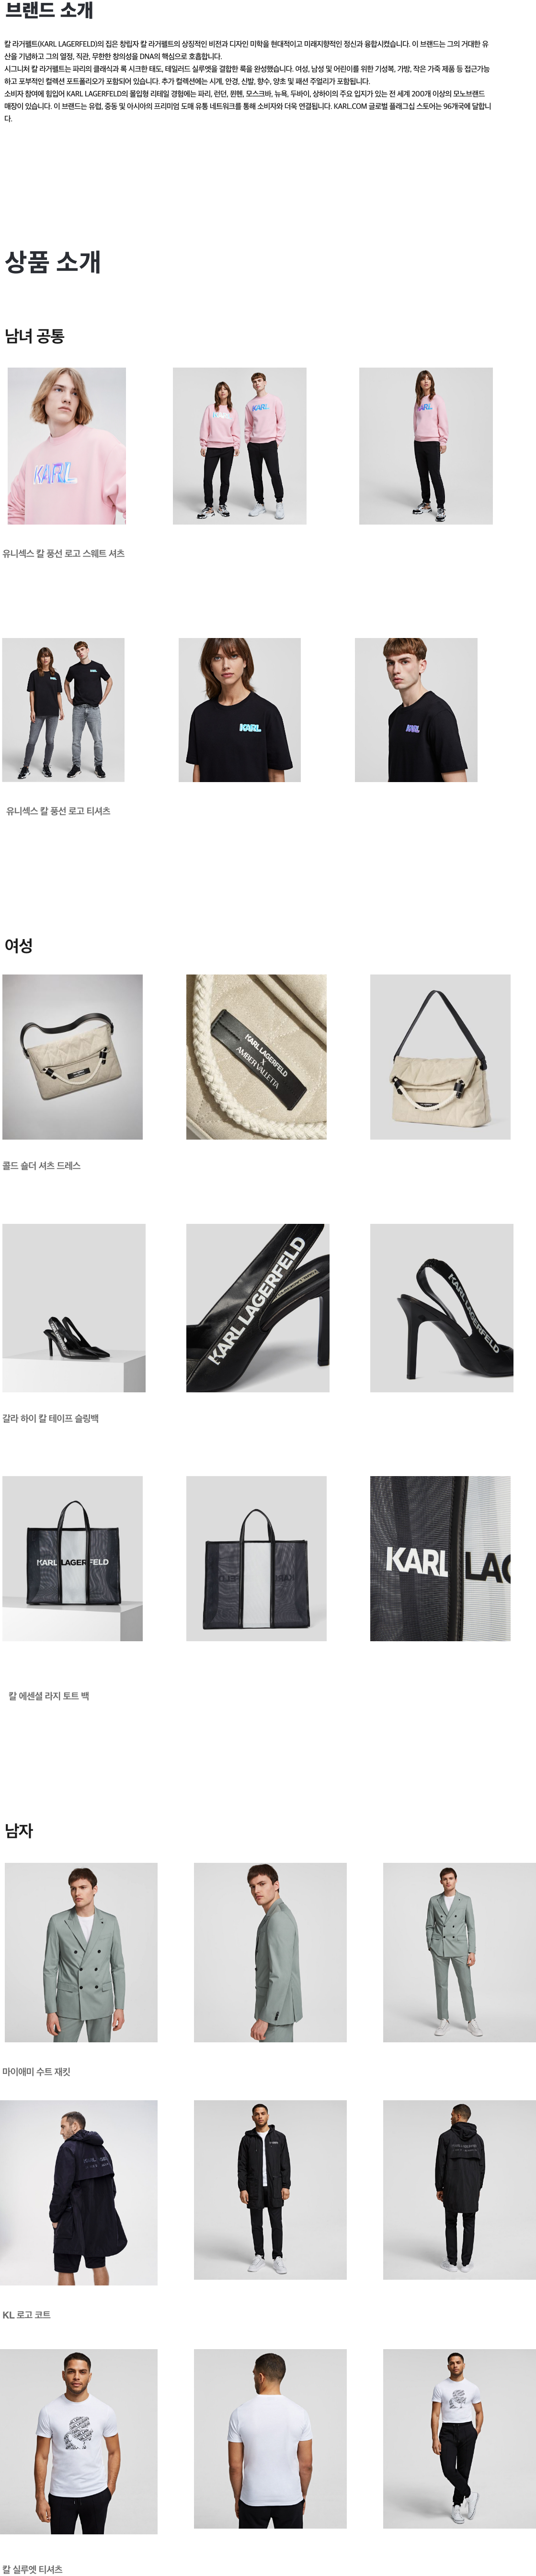 브랜드 소개
칼 라거펠트(KARL LAGERFELD)의 집은 창립자 칼 라거펠트의 상징적인 비전과 디자인 미학을 현대적이고 미래지향적인 정신과 융합시켰습니다. 이 브랜드는 그의 거대한 유
산을 기념하고 그의 열정, 직관, 무한한 창의성을 DNA의 핵심으로 호흡합니다.
시그니처 칼 라거펠트는 파리의 클래식과 록 시크한 태도, 테일러드 실루엣을 결합한 룩을 완성했습니다. 여성, 남성 및 어린이를 위한 기성복, 가방, 작은 가죽 제품 등 접근가능
하고 포부적인 컬렉션 포트폴리오가 포함되어 있습니다. 추가 컬렉션에는 시계, 안경, 신발, 향수, 양초 및 패션 주얼리가 포함됩니다.
소비자 참여에 힘입어 KARL LAGERFELD의 몰입형 리테일 경험에는 파리, 런던, 뮌헨, 모스크바, 뉴욕, 두바이, 상하이의 주요 입지가 있는 전 세계 200개 이상의 모노브랜드
매장이 있습니다. 이 브랜드는 유럽, 중동 및 아시아의 프리미엄 도매 유통 네트워크를 통해 소비자와 더욱 연결됩니다. KARL.COM 글로벌 플래그십 스토어는 96개국에 달합니
다.
상품 소개
남녀 공통
KARL
KARL
KARL
KARL
유니섹스 칼 풍선 로고 스웨트 셔츠
KARL
KARL
KARL
KARL
유니섹스 칼 풍선 로고 티셔츠
여성
KARL LAGERFELD
X
AMBER VALLETTA
콜드 숄더 셔츠 드레스
KARL LAGERFELD
KARL LAGERFELD
갈라 하이 칼 테이프 슬링백
KARL LAGERFELD
KARL LA
칼 에센셜 라지 토트 백
남자
마이애미 수트 재킷
KL 로고 코트
칼 실루엣 티셔츠